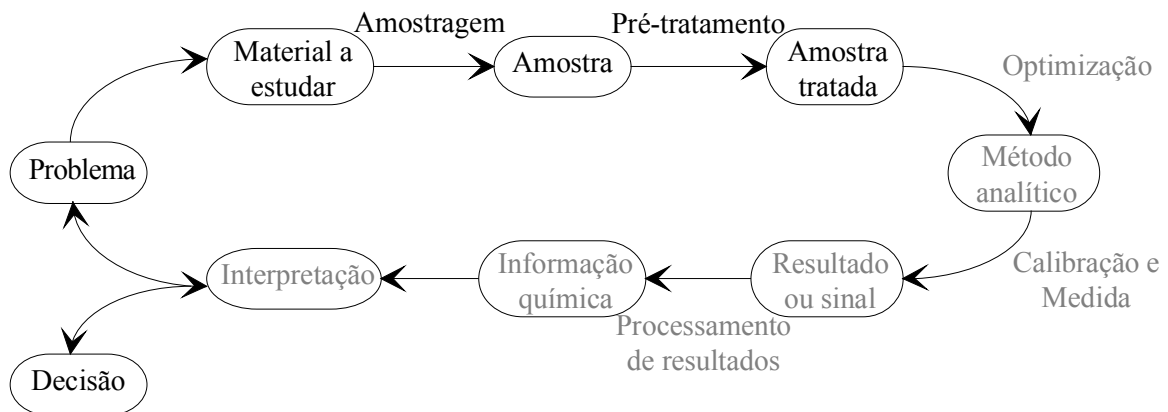 Amostragem
Pré-tratamento
Material a
estudar
Amostra
Amostra
tratada
Optimização
Problema
Método
analítico
Interpretação
Informação
química
Resultado
ou sinal
Calibração e
Medida
Processamento
de resultados
Decisão